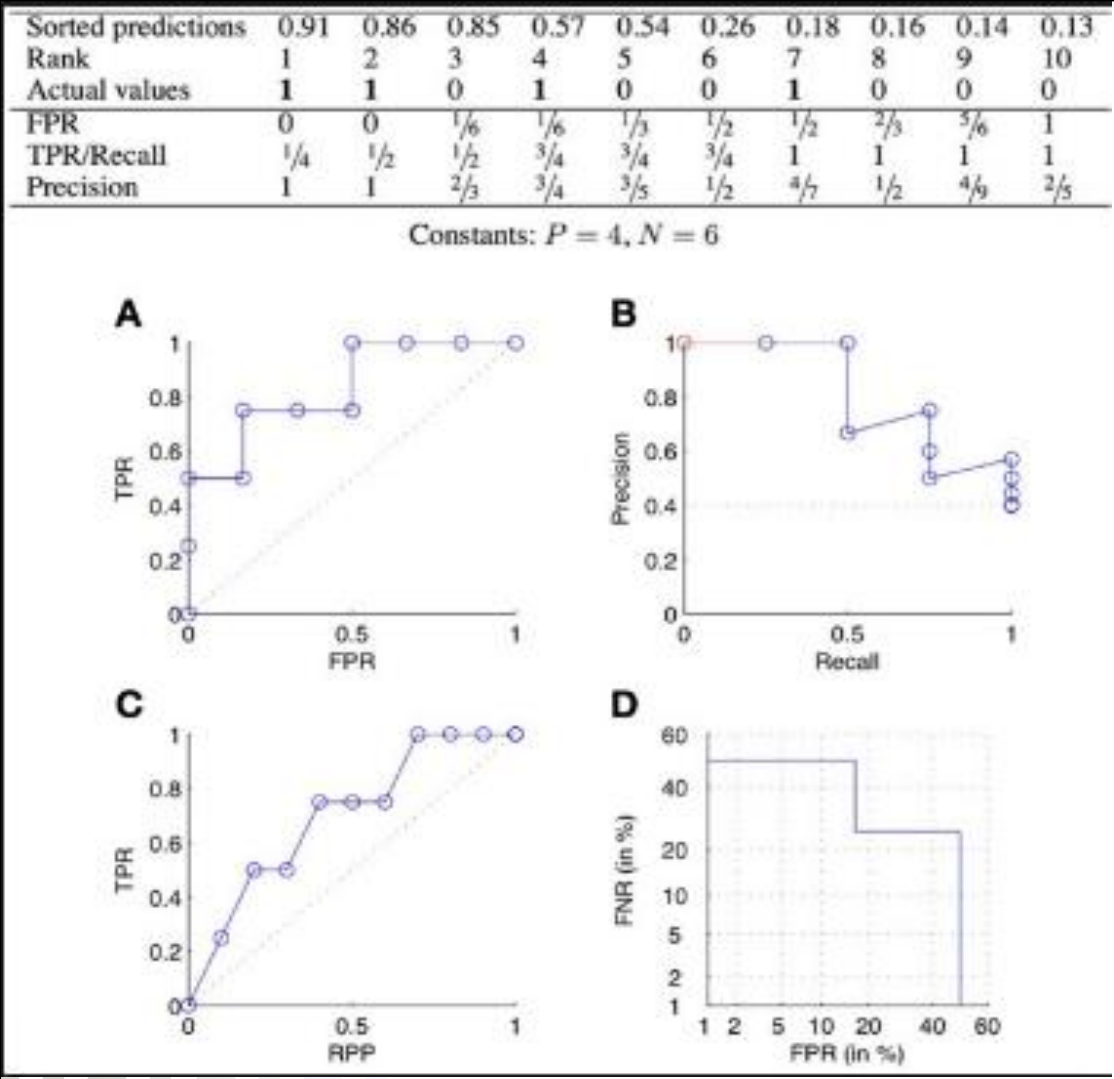 Sorted predictions 0.91 0.86 0.85 0.57 0.54 0.26 0.18 0.16 0.14 0.13
Rank 1 2 3 4 5 6 7 8 9 10
Actual values 1 1 0 1 0 0 1 0 0 0
FPR 0 0 1/6 1/6 1/3 1/2 1/2 2/3 5/6 1
TPR/Recall 1/4 1/2 1/2 3/4 3/4 3/4 1 1 1 1
Precision 1 1 2/3 3/4 3/5 1/2 4/7 1/2 4/9 2/5
Constants: P = 4, N = 6
A
1
0.8
0.6
0.4
0.2
0
TPR
0 0.5 1
FPR
B
1
0.8
0.6
0.4
0.2
0
Precision
0 0.5 1
Recall
C
1
0.8
0.6
0.4
0.2
0
TPR
0 0.5 1
RPP
D
60
40
20
10
5
2
1
FNR (in %)
1 2 5 10 20 40 60
FPR (in %)